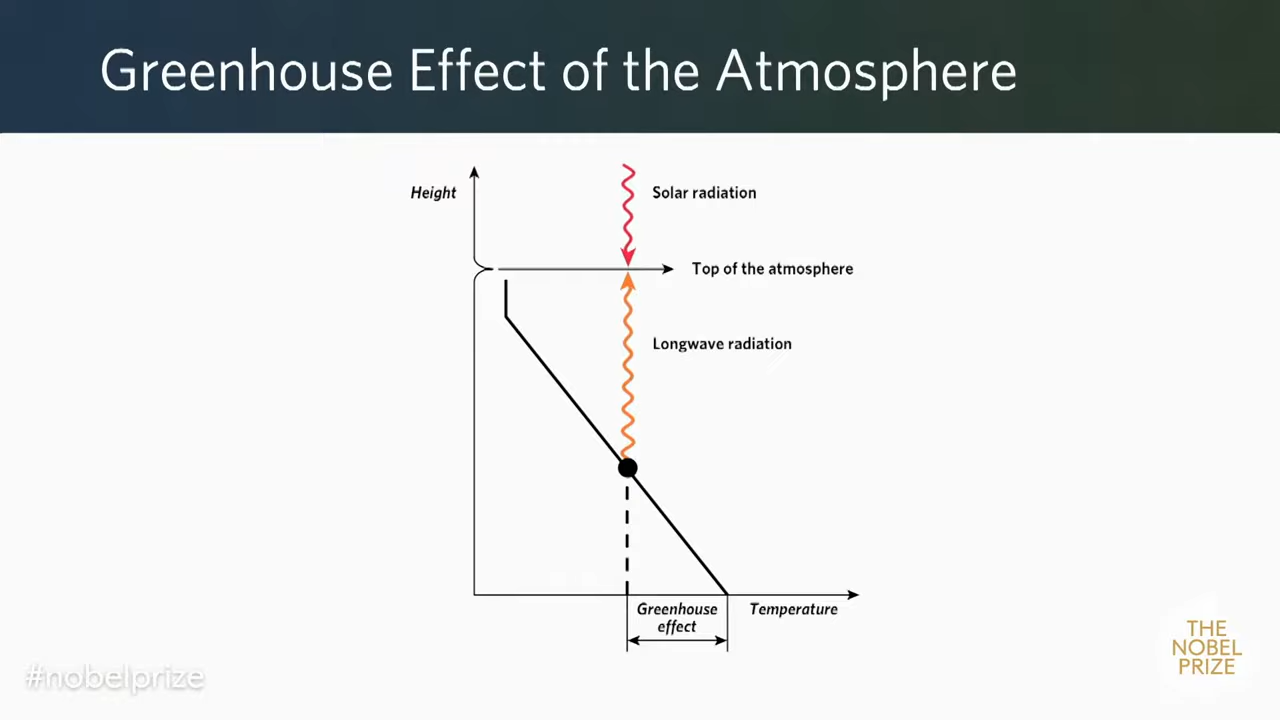 Greenhouse Effect of the Atmosphere
Height
Solar radiation
Top of the atmosphere
Longwave radiation
Greenhouse
effect
Temperature
#nobelprize
THE
NOBEL
PRIZE